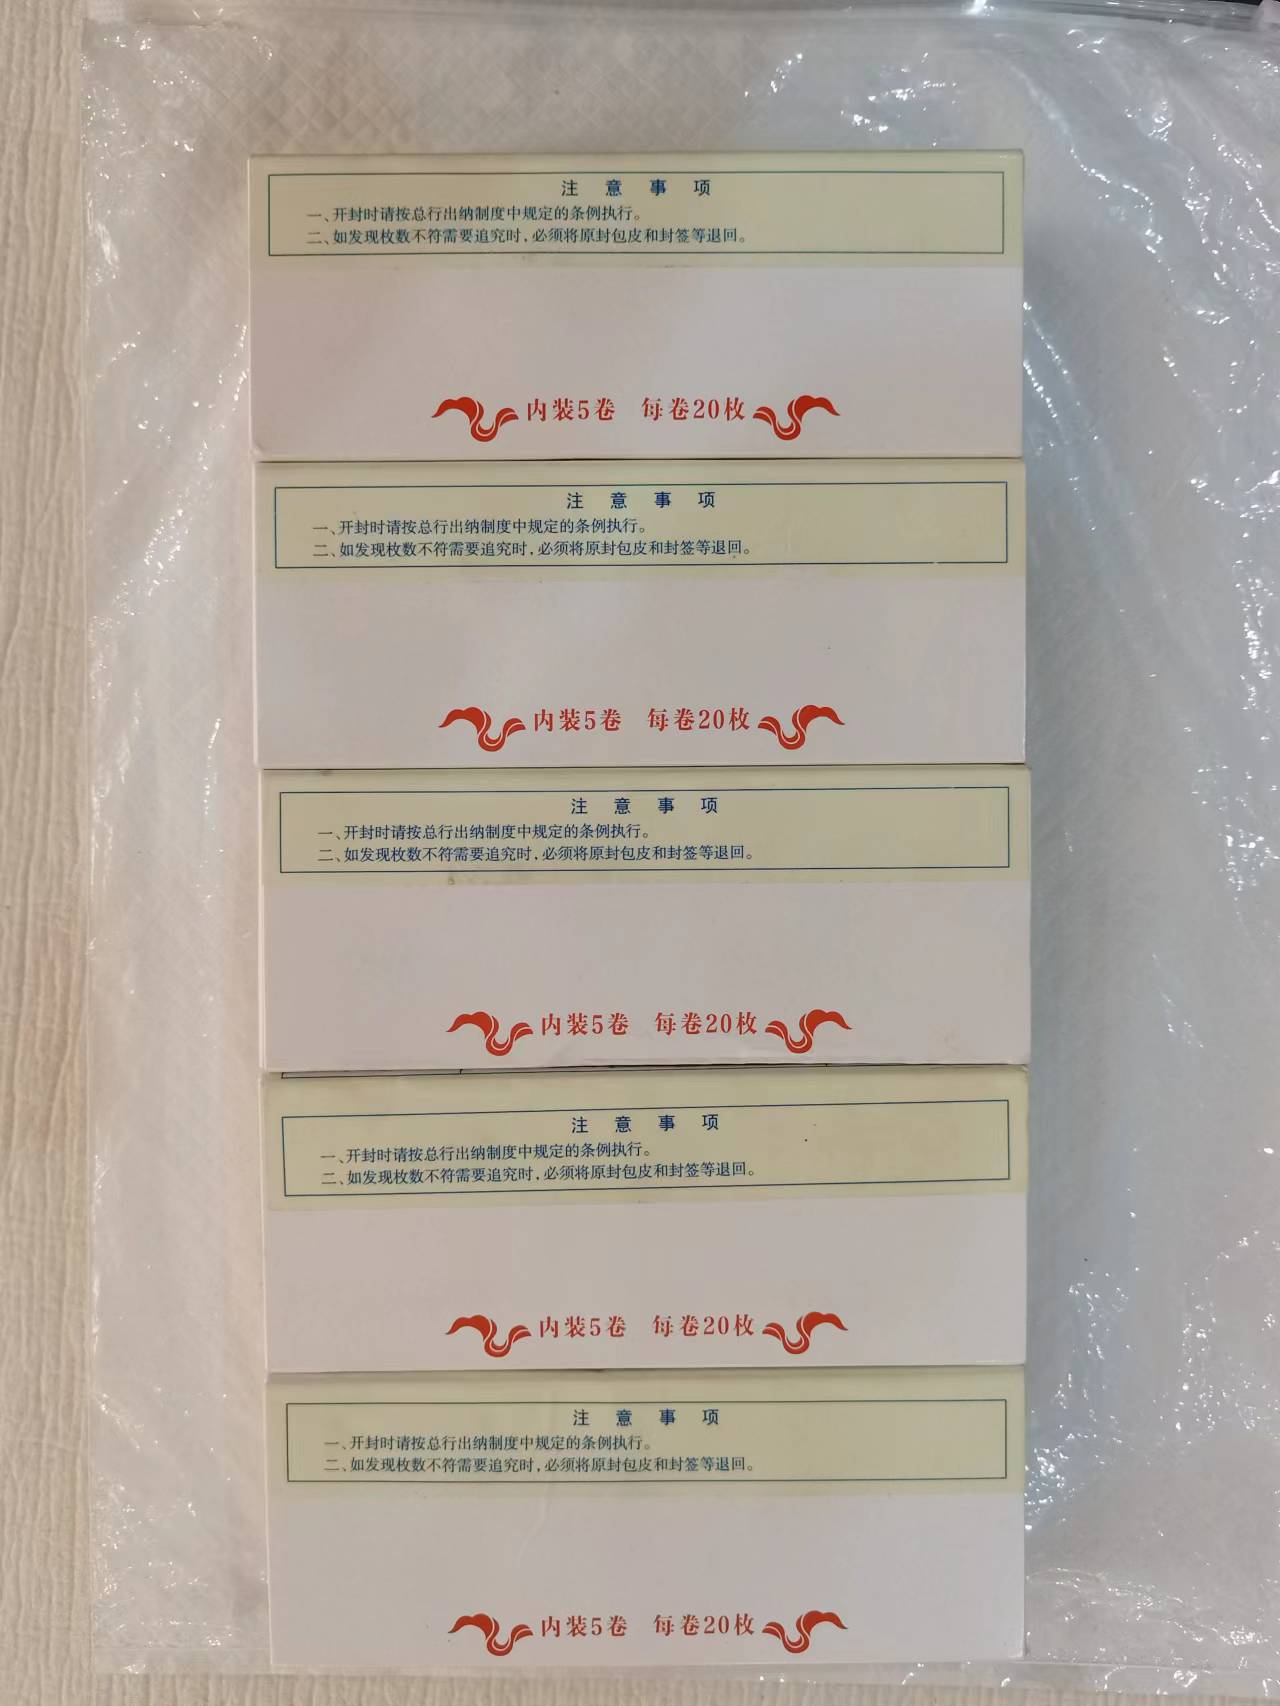 注 意 事 项
一、开封时请按总行出纳制度中规定的条例执行。
二、如发现枚数不符需要追究时,必须将原封包皮和封签等退回。
内装5卷 每卷20枚
注 意 事 项
一、开封时请按总行出纳制度中规定的条例执行。
二、如发现枚数不符需要追究时,必须将原封包皮和封签等退回。
内装5卷 每卷20枚
注 意 事 项
一、开封时请按总行出纳制度中规定的条例执行。
二、如发现枚数不符需要追究时,必须将原封包皮和封签等退回。
内装5卷 每卷20枚
注 意 事 项
一、开封时请按总行出纳制度中规定的条例执行。
二、如发现枚数不符需要追究时,必须将原封包皮和封签等退回。
内装5卷 每卷20枚
注 意 事 项
一、开封时请按总行出纳制度中规定的条例执行。
二、如发现枚数不符需要追究时,必须将原封包皮和封签等退回。
内装5卷 每卷20枚